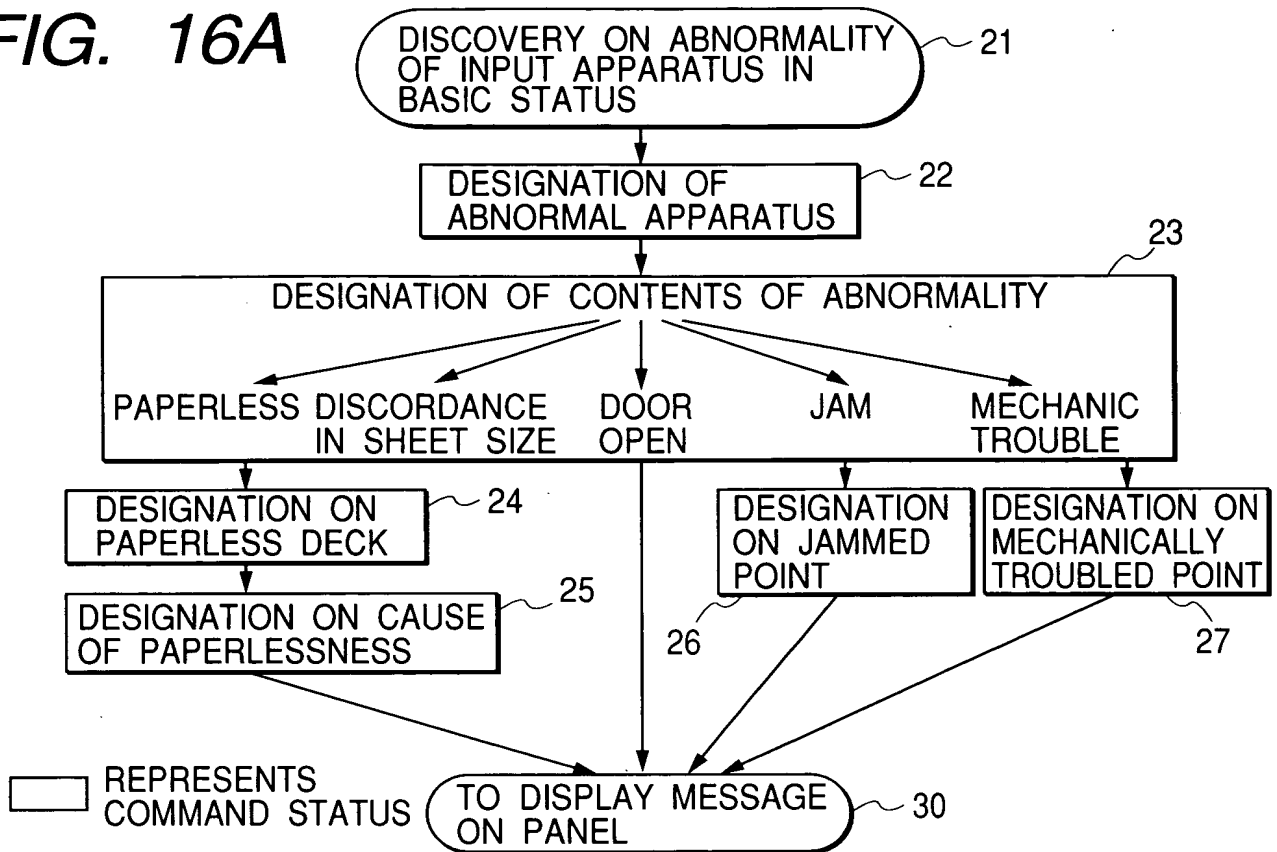 FIG. 16A
DISCOVERY ON ABNORMALITY
OF INPUT APPARATUS IN
BASIC STATUS
21
DESIGNATION OF
ABNORMAL APPARATUS
22
23
DESIGNATION OF CONTENTS OF ABNORMALITY
PAPERLESS
DISCORDANCE
IN SHEET SIZE
DOOR
OPEN
JAM
MECHANIC
TROUBLE
DESIGNATION ON
PAPERLESS DECK
24
DESIGNATION ON CAUSE
OF PAPERLESSNESS
25
DESIGNATION
ON JAMMED
POINT
26
DESIGNATION ON
MECHANICALLY
TROUBLED POINT
27
REPRESENTS
COMMAND STATUS
TO DISPLAY MESSAGE
ON PANEL
30